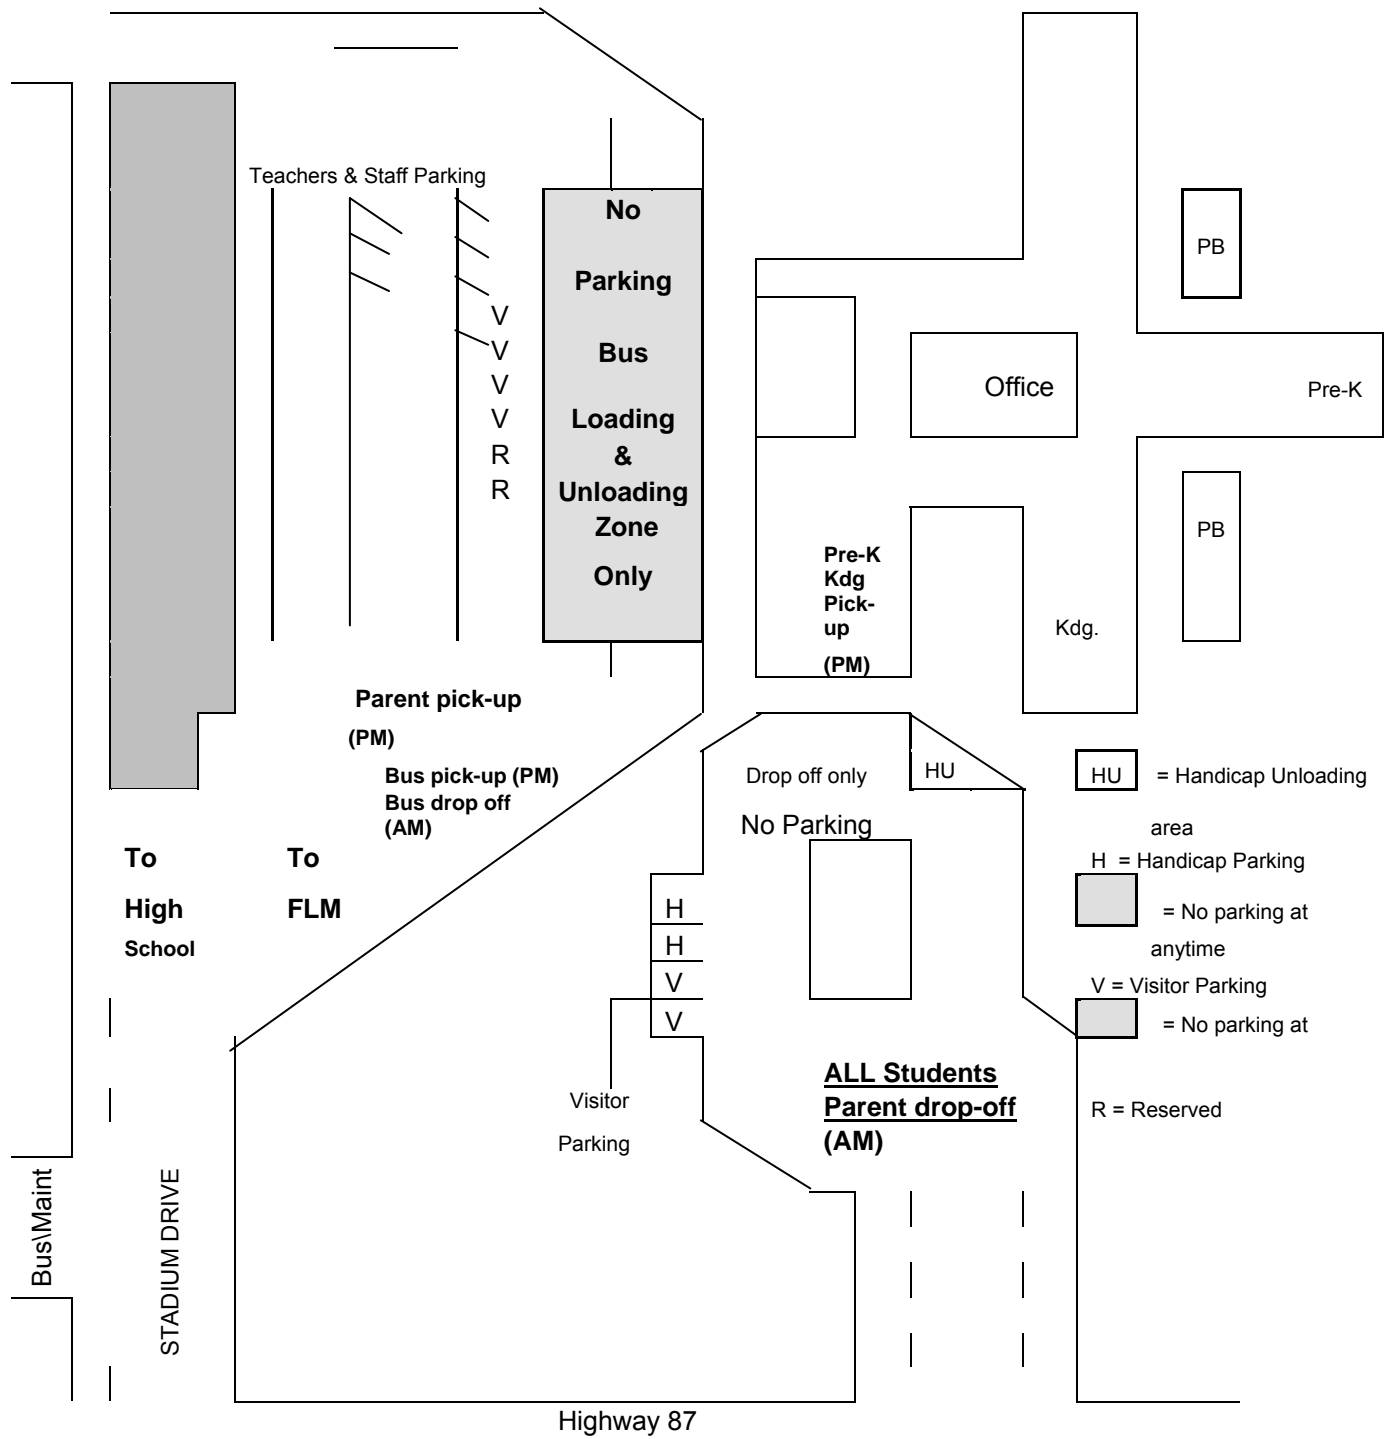 Teachers & Staff Parking
No
Parking
Bus
Loading
&
Unloading
Zone
Only
V
V
V
V
R
R
PB
Office
Pre-K
PB
Pre-K
Kdg
Pick-
up
(PM)
Kdg.
Parent pick-up
(PM)
Bus pick-up (PM)
Bus drop off
(AM)
Drop off only
HU
No Parking
HU = Handicap Unloading
area
H = Handicap Parking
= No parking at
anytime
V = Visitor Parking
= No parking at
R = Reserved
To
High
School
To
FLM
H
H
V
V
Visitor
Parking
ALL Students
Parent drop-off
(AM)
Bus\Maint
STADIUM DRIVE
Highway 87